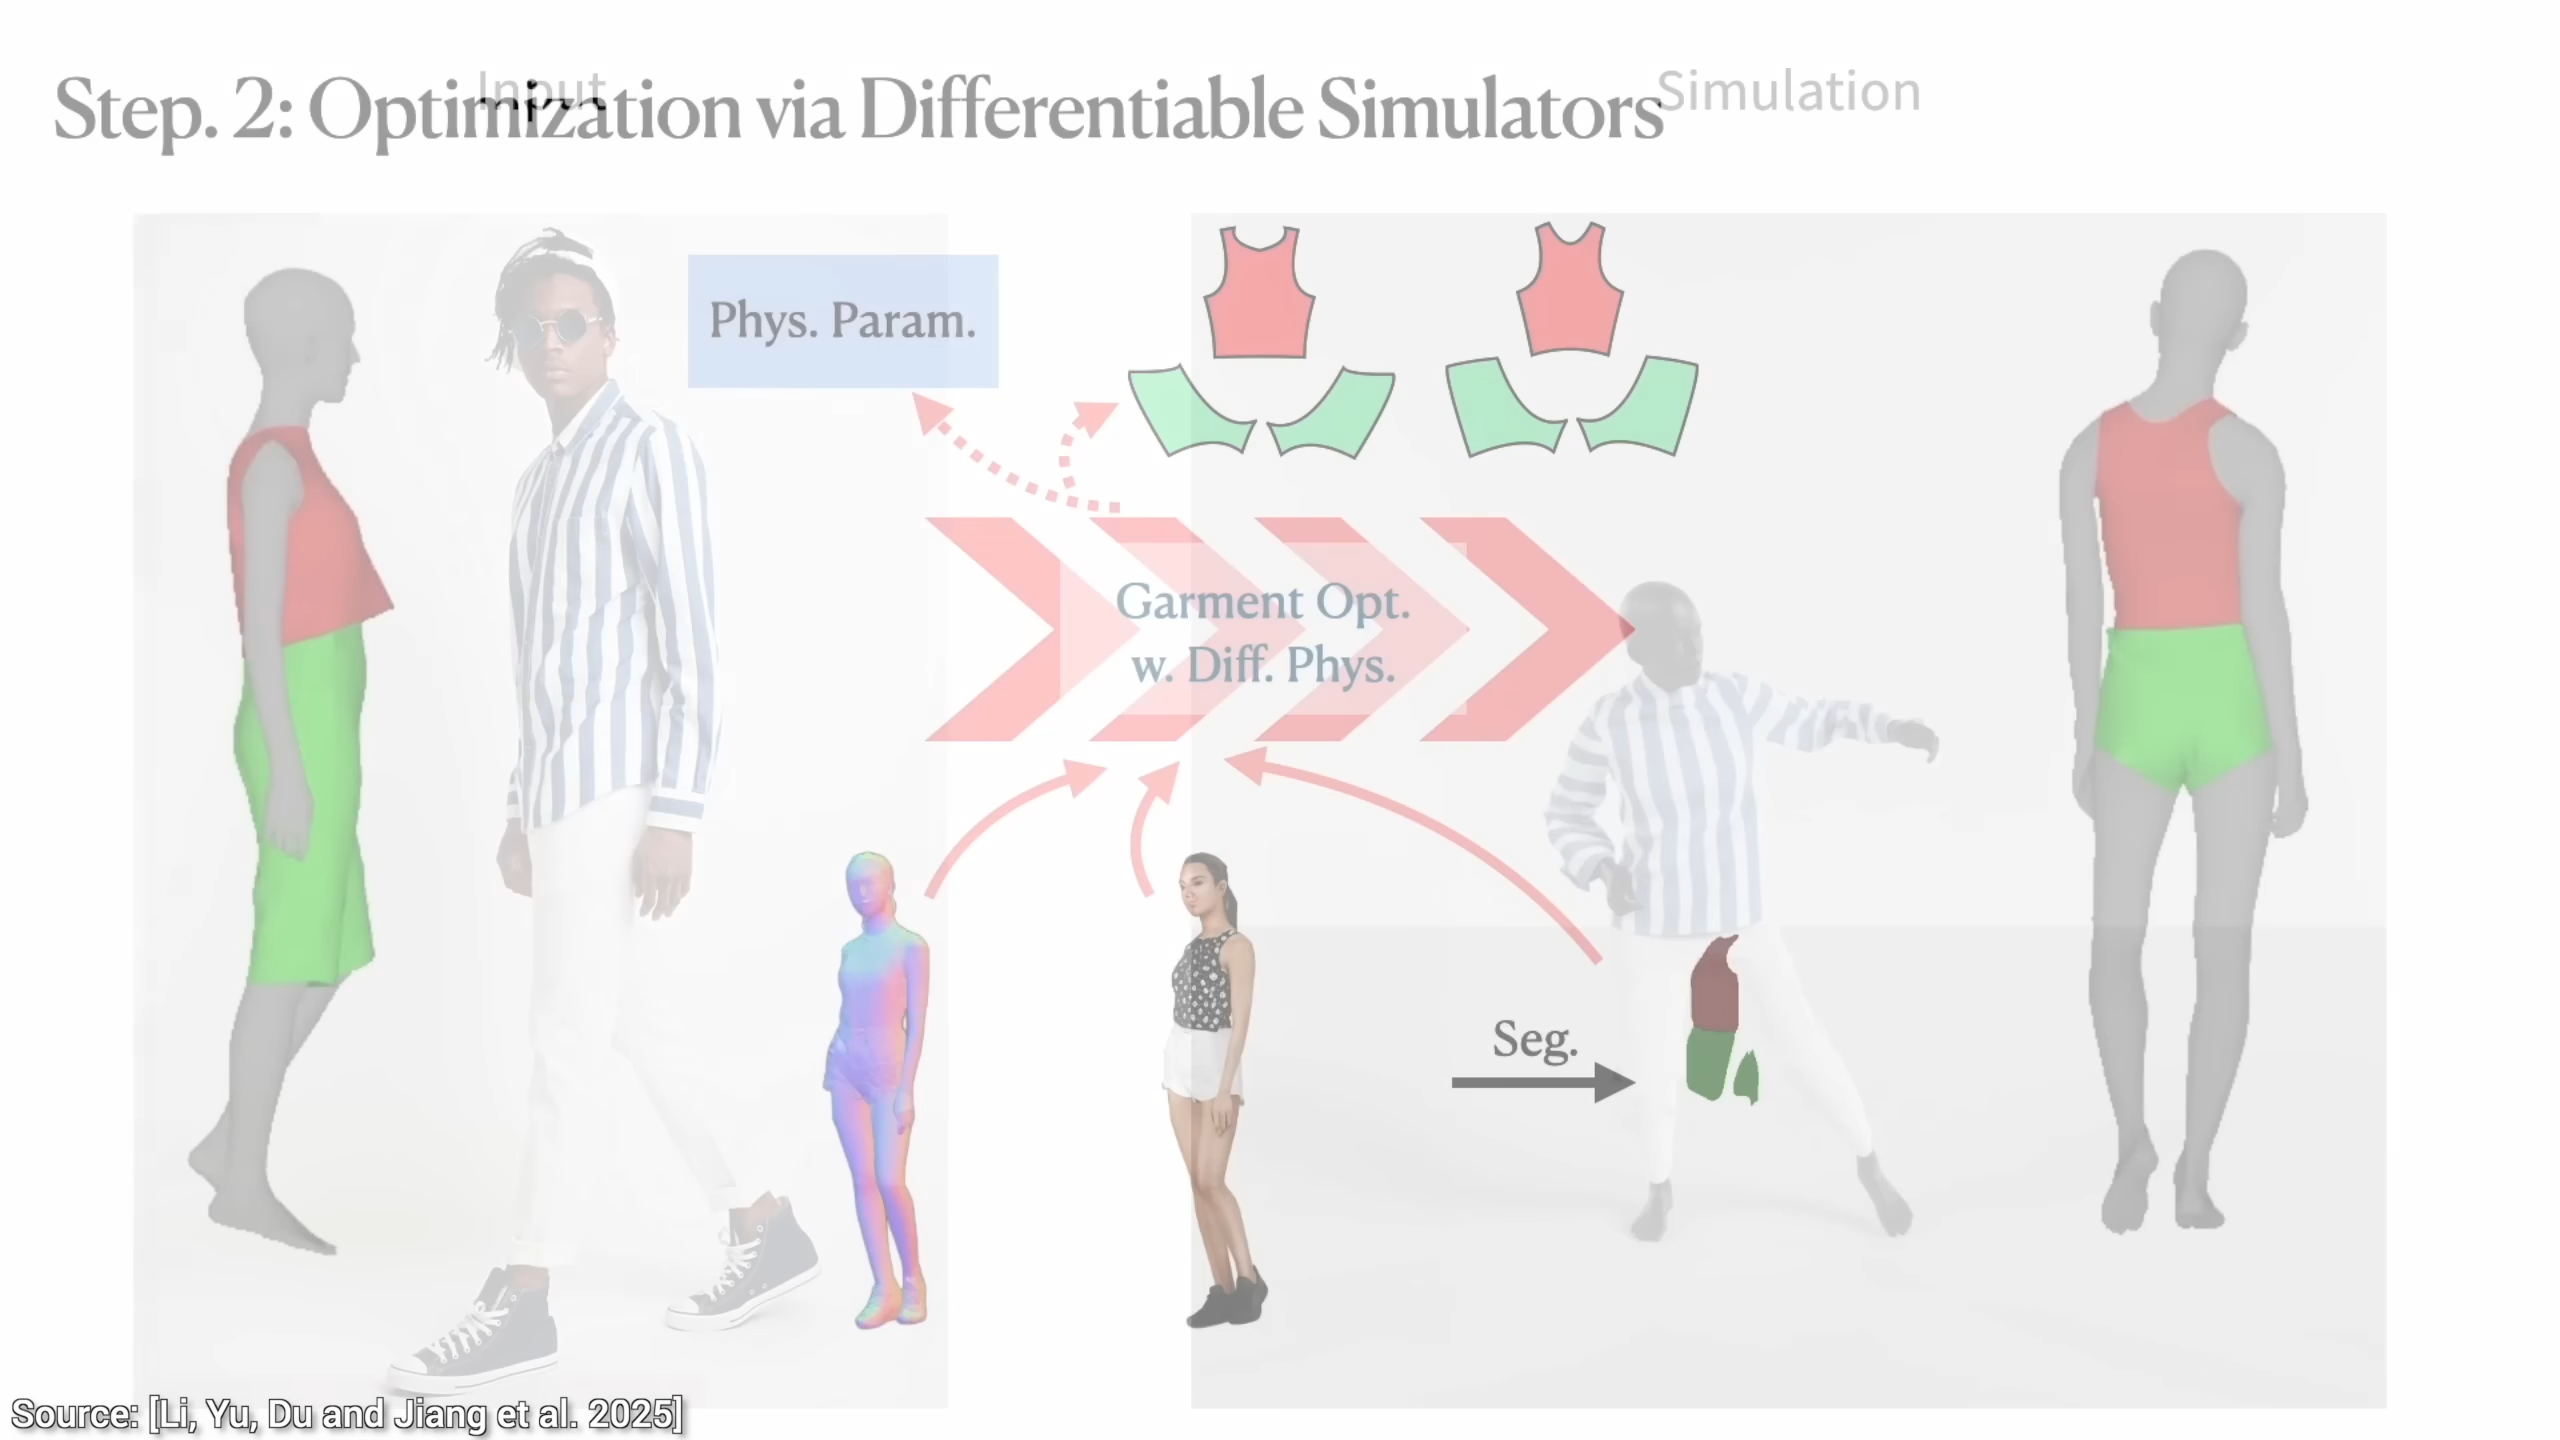 Step. 2: Optimization via Differentiable Simulators
Input
Simulation
Phys. Param.
Garment Opt.
w. Diff. Phys.
Seg.
Source: [Li, Yu, Du and Jiang et al. 2025]